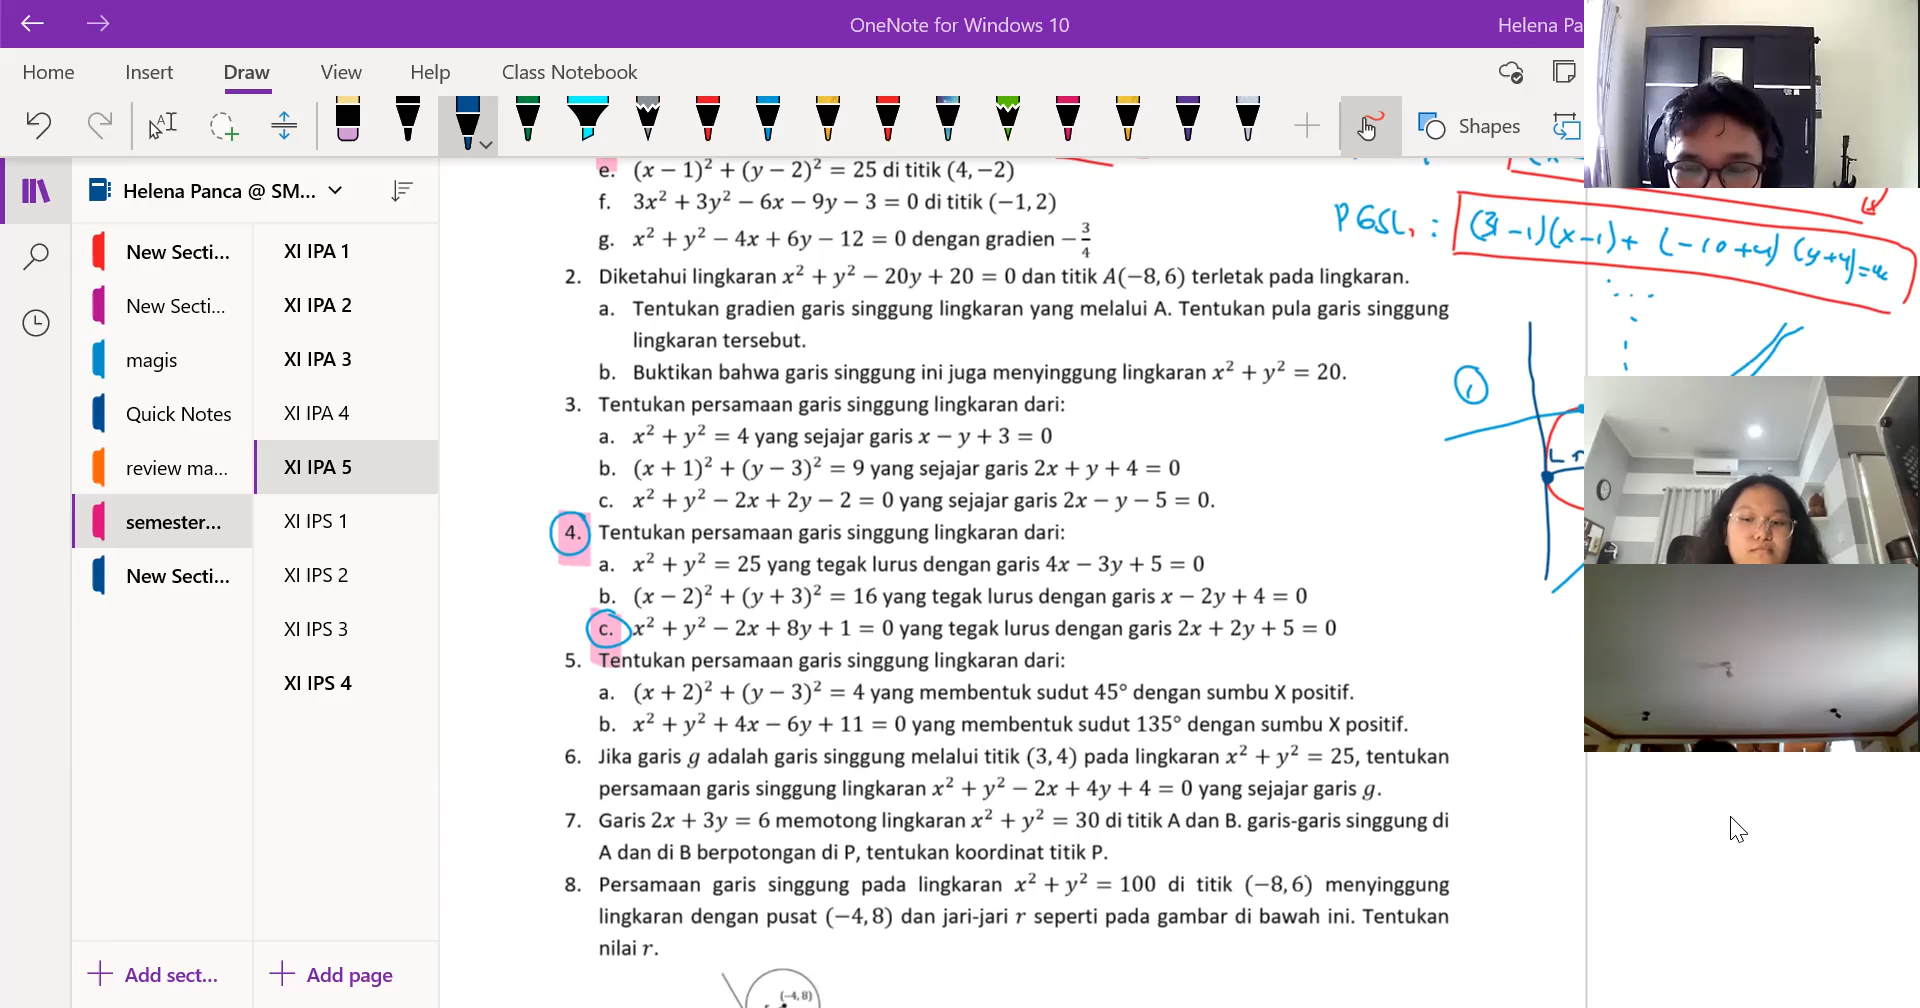 OneNote for Windows 10
Helena Pa
Home Insert Draw View Help Class Notebook
Shapes
Helena Panca @ SM...
New Secti...
New Secti...
magis
Quick Notes
review ma...
semester...
New Secti...
XI IPA 1
XI IPA 2
XI IPA 3
XI IPA 4
XI IPA 5
XI IPS 1
XI IPS 2
XI IPS 3
XI IPS 4
Add sect...
Add page
e. (x − 1)² + (y − 2)² = 25 di titik (4, −2)
f. 3x² + 3y² − 6x − 9y − 3 = 0 di titik (−1, 2)
g. x² + y² − 4x + 6y − 12 = 0 dengan gradien −3/4
2. Diketahui lingkaran x² + y² − 20y + 20 = 0 dan titik A(−8, 6) terletak pada lingkaran.
a. Tentukan gradien garis singgung lingkaran yang melalui A. Tentukan pula garis singgung
lingkaran tersebut.
b. Buktikan bahwa garis singgung ini juga menyinggung lingkaran x² + y² = 20.
3. Tentukan persamaan garis singgung lingkaran dari:
a. x² + y² = 4 yang sejajar garis x − y + 3 = 0
b. (x + 1)² + (y − 3)² = 9 yang sejajar garis 2x + y + 4 = 0
c. x² + y² − 2x + 2y − 2 = 0 yang sejajar garis 2x − y − 5 = 0.
4. Tentukan persamaan garis singgung lingkaran dari:
a. x² + y² = 25 yang tegak lurus dengan garis 4x − 3y + 5 = 0
b. (x − 2)² + (y + 3)² = 16 yang tegak lurus dengan garis x − 2y + 4 = 0
c. x² + y² − 2x + 8y + 1 = 0 yang tegak lurus dengan garis 2x + 2y + 5 = 0
5. Tentukan persamaan garis singgung lingkaran dari:
a. (x + 2)² + (y − 3)² = 4 yang membentuk sudut 45° dengan sumbu X positif.
b. x² + y² + 4x − 6y + 11 = 0 yang membentuk sudut 135° dengan sumbu X positif.
6. Jika garis g adalah garis singgung melalui titik (3, 4) pada lingkaran x² + y² = 25, tentukan
persamaan garis singgung lingkaran x² + y² − 2x + 4y + 4 = 0 yang sejajar garis g.
7. Garis 2x + 3y = 6 memotong lingkaran x² + y² = 30 di titik A dan B. garis-garis singgung di
A dan di B berpotongan di P, tentukan koordinat titik P.
8. Persamaan garis singgung pada lingkaran x² + y² = 100 di titik (−8, 6) menyinggung
lingkaran dengan pusat (−4, 8) dan jari-jari r seperti pada gambar di bawah ini. Tentukan
nilai r.
(−4, 8)
PGSL₁ :
(x−1)+ (−10+4) (y+4)=
1